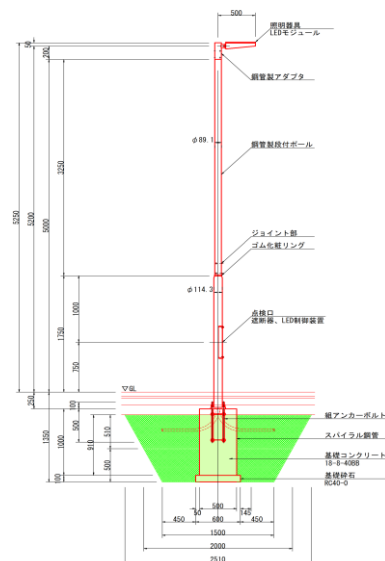 500
照明器具
LEDモジュール
50
200
鋼管製アダプタ
φ89.1
鋼管製段付ポール
3250
5250
5200
5000
ジョイント部
ゴム化粧リング
φ114.3
1000
点検口
遮断器、LED制御装置
1750
750
▽GL
250
100
組アンカーボルト
スパイラル鋼管
500
510
910
1000
1350
基礎コンクリート
18-8-40BB
500
基礎砕石
RC40-0
100
50
500
145
450
600
450
1500
2000
2510